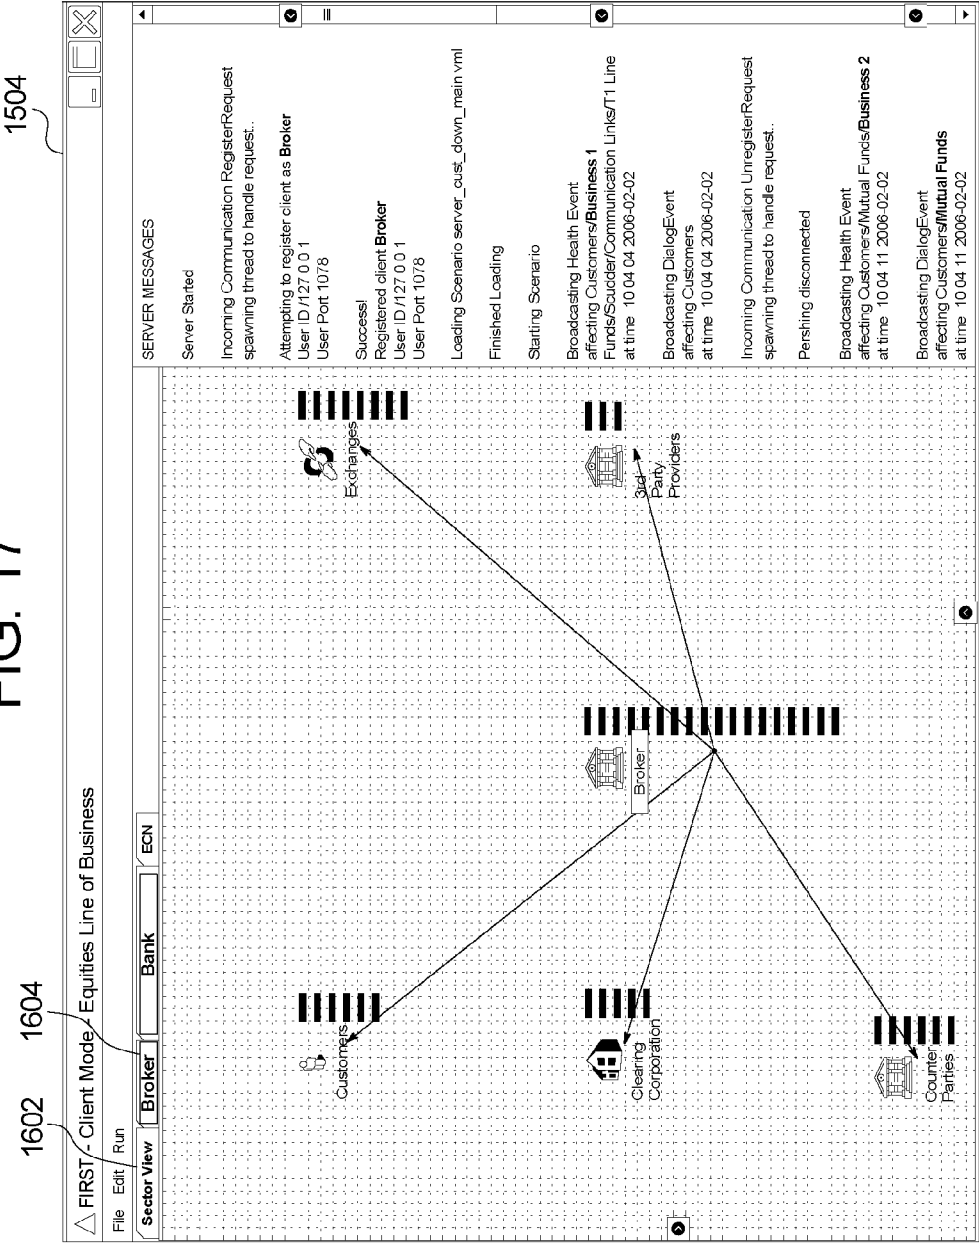 FIG. 17
1504
1602
1604
FIRST - Client Mode - Equities Line of Business
File Edit Run
Sector View
Broker
Bank
ECN
Customers
Exchanges
Clearing
Corporation
Broker
3rd
Party
Providers
Counter
Parties
SERVER MESSAGES
Server Started
Incoming Communication RegisterRequest
spawning thread to handle request..
Attempting to register client as Broker
User ID /127 0 0 1
User Port 1078
Success!
Registered client Broker
User ID /127 0 0 1
User Port 1078
Loading Scenario server_cust_down_main vml
Finished Loading
Starting Scenario
Broadcasting Health Event
affecting Customers/Business 1
Funds/Scudder/Communication Links/T1 Line
at time 10 04 04 2006-02-02
Broadcasting DialogEvent
affecting Customers
at time 10 04 04 2006-02-02
Incoming Communication UnregisterRequest
spawning thread to handle request..
Pershing disconnected
Broadcasting Health Event
affecting Customers/Mutual Funds/Business 2
at time 10 04 11 2006-02-02
Broadcasting DialogEvent
affecting Customers/Mutual Funds
at time 10 04 11 2006-02-02